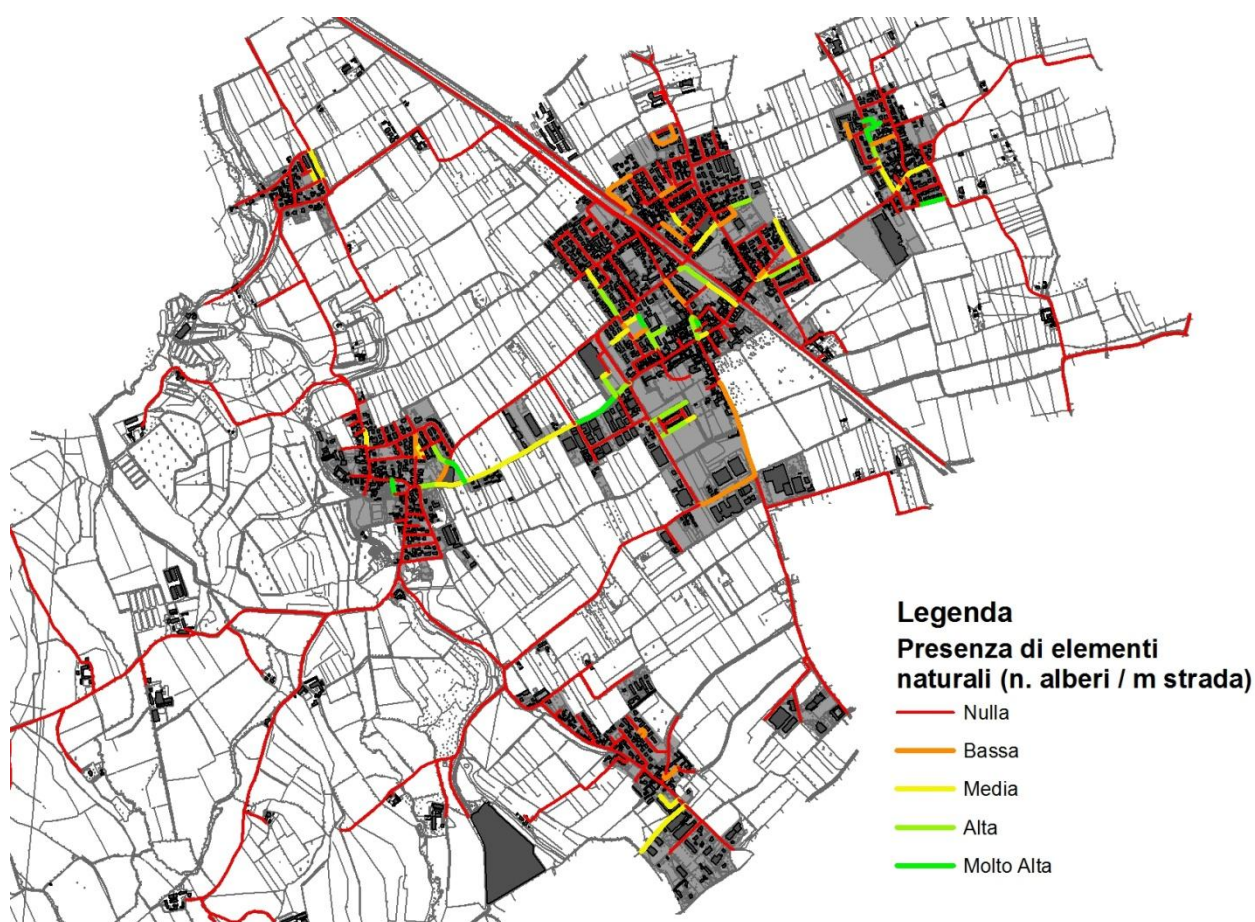 Legenda
Presenza di elementi
naturali (n. alberi / m strada)
Nulla
Bassa
Media
Alta
Molto Alta